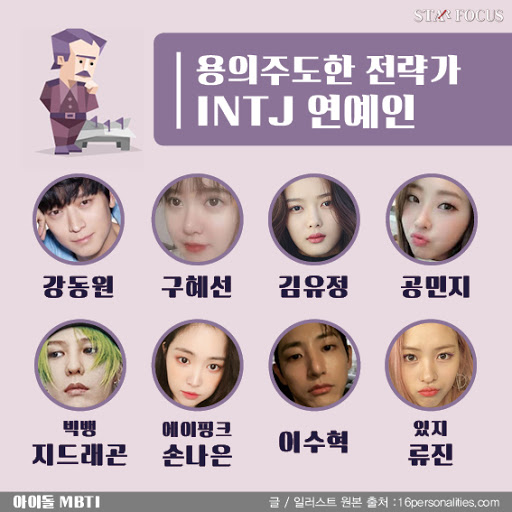 STAR FOCUS
용의주도한 전략가
INTJ 연예인
강동원
구혜선
김유정
공민지
빅뱅
지드래곤
에이핑크
손나은
이수혁
있지
류진
아이돌 MBTI
글 / 일러스트 원본 출처 : 16personalities.com